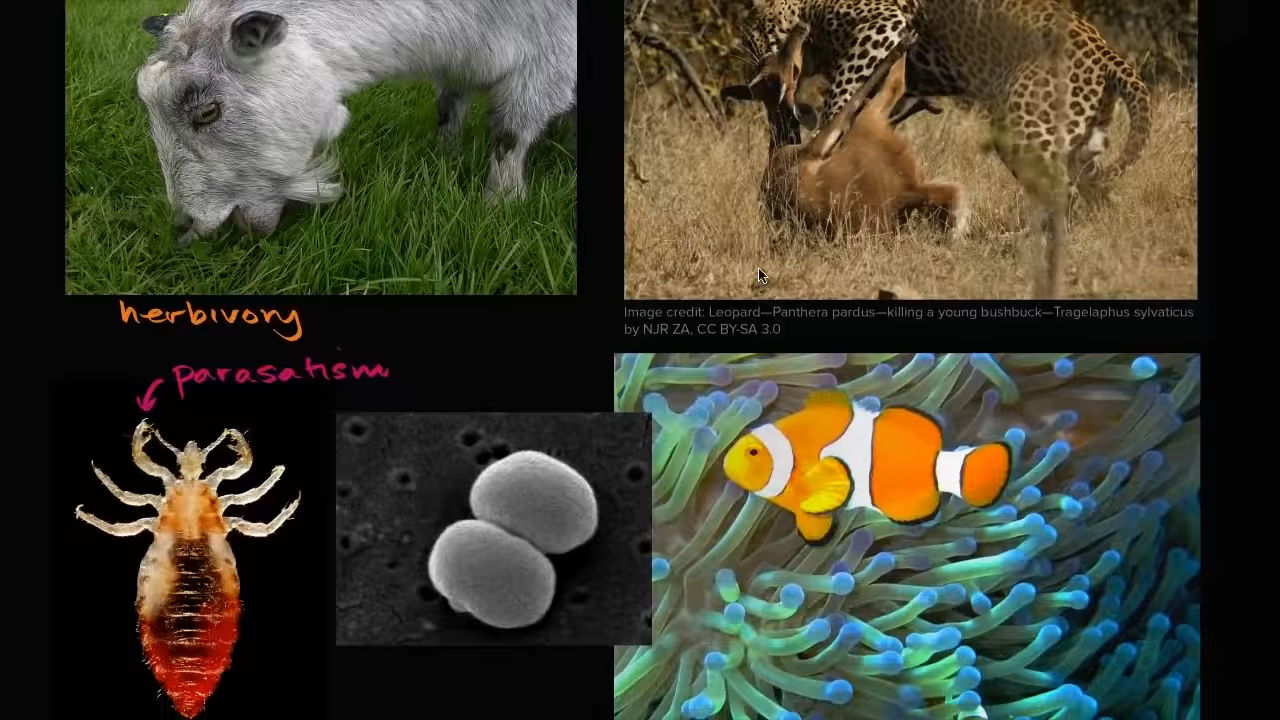 herbivory
Image credit: Leopard—Panthera pardus—killing a young bushbuck—Tragelaphus sylvaticus
by NJR ZA, CC BY-SA 3.0
parasatism